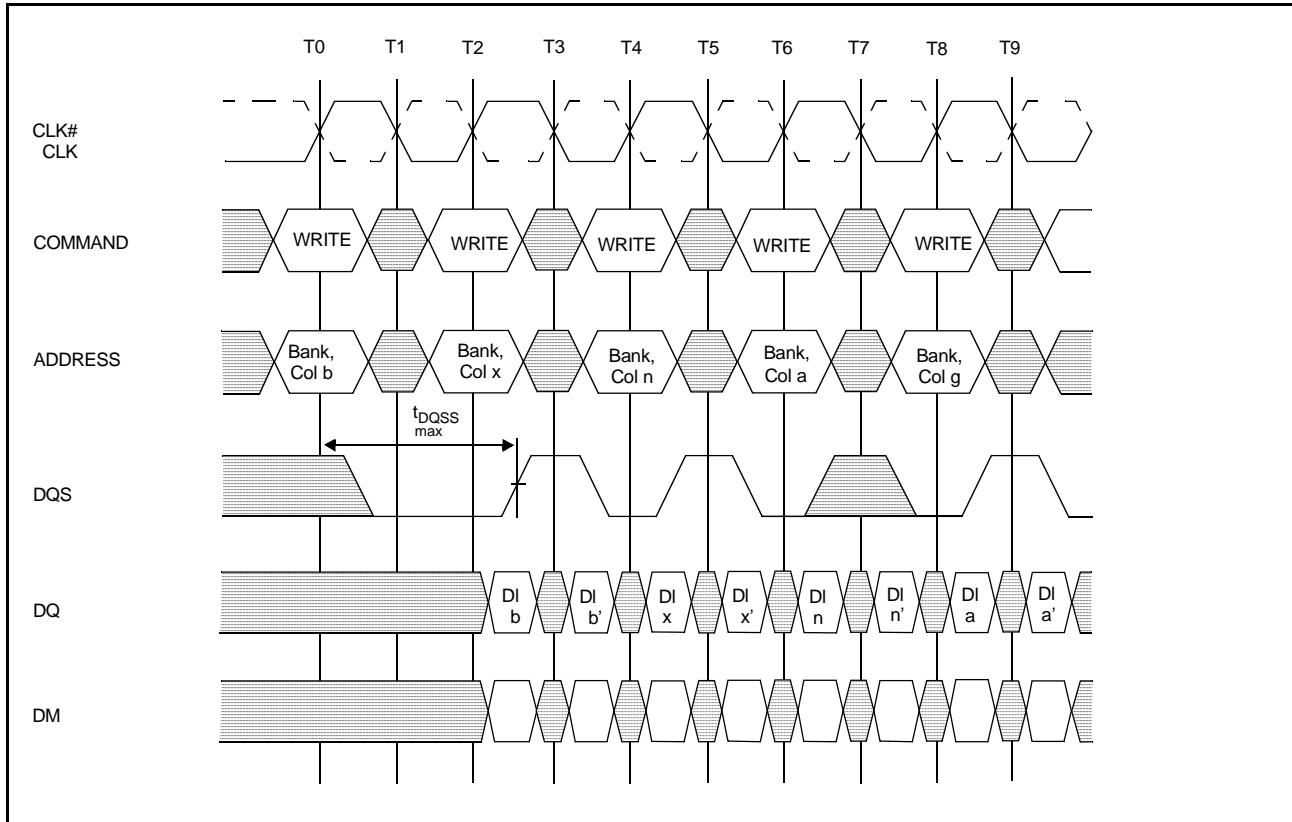 T0 T1 T2 T3 T4 T5 T6 T7 T8 T9
CLK#
CLK
COMMAND
WRITE WRITE WRITE WRITE WRITE
ADDRESS
Bank, Bank, Bank, Bank, Bank,
Col b Col x Col n Col a Col g
tDQSS
max
DQS
DQ
DI DI DI DI DI DI DI DI
b b' x x' n n' a a'
DM